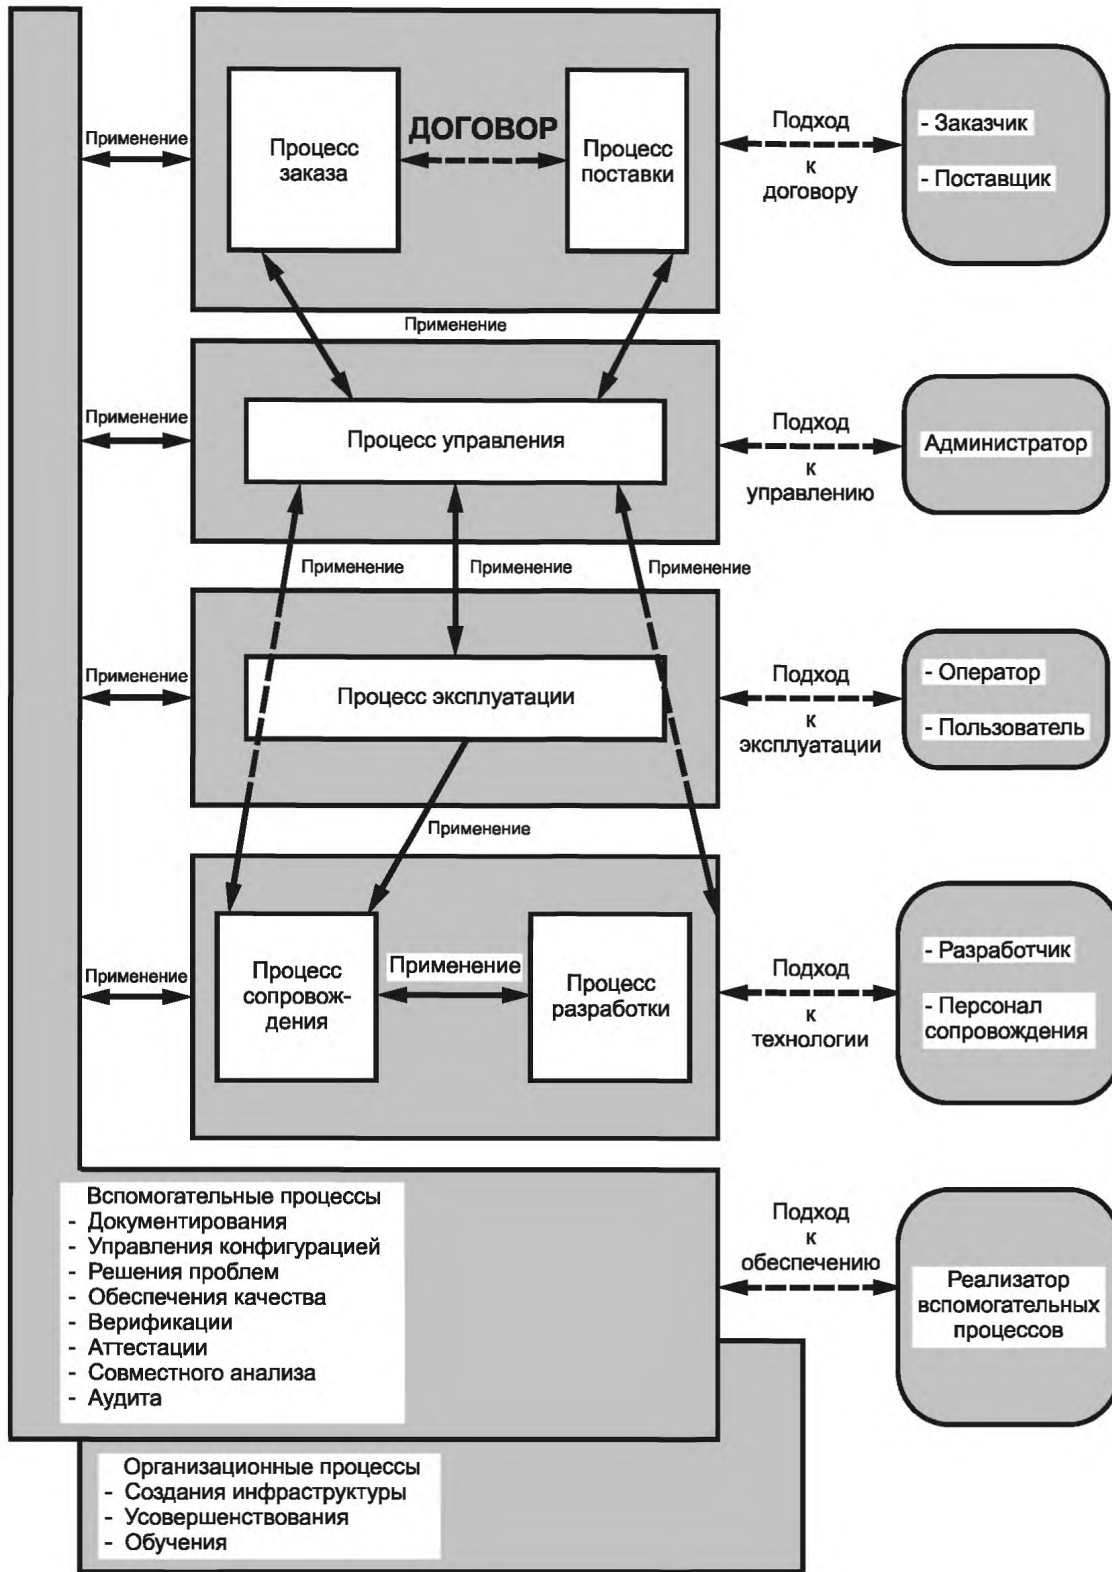 Применение
Процесс
заказа
ДОГОВОР
Процесс
поставки
Подход
к
договору
- Заказчик
- Поставщик
Применение
Применение
Процесс управления
Подход
к
управлению
Администратор
Применение
Применение
Применение
Применение
Процесс эксплуатации
Подход
к
эксплуатации
- Оператор
- Пользователь
Применение
Применение
Процесс
сопровож-
дения
Применение
Процесс
разработки
Подход
к
технологии
- Разработчик
- Персонал
сопровождения
Вспомогательные процессы
- Документирования
- Управления конфигурацией
- Решения проблем
- Обеспечения качества
- Верификации
- Аттестации
- Совместного анализа
- Аудита
Подход
к
обеспечению
Реализатор
вспомогательных
процессов
Организационные процессы
- Создания инфраструктуры
- Усовершенствования
- Обучения